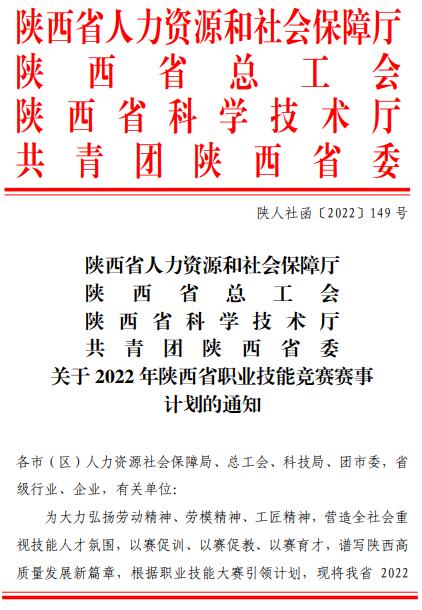 陕西省人力资源和社会保障厅
陕西省总工会
陕西省科学技术厅
共青团陕西省委
陕人社函〔2022〕149号
陕西省人力资源和社会保障厅
陕西省总工会
陕西省科学技术厅
共青团陕西省委
关于 2022 年陕西省职业技能竞赛赛事
计划的通知
各市（区）人力资源社会保障局、总工会、科技局、团市委，省
级行业、企业，有关单位：
为大力弘扬劳动精神、劳模精神、工匠精神，营造全社会重
视技能人才氛围，以赛促训、以赛促教、以赛育才，谱写陕西高
质量发展新篇章，根据职业技能大赛引领计划，现将我省 2022